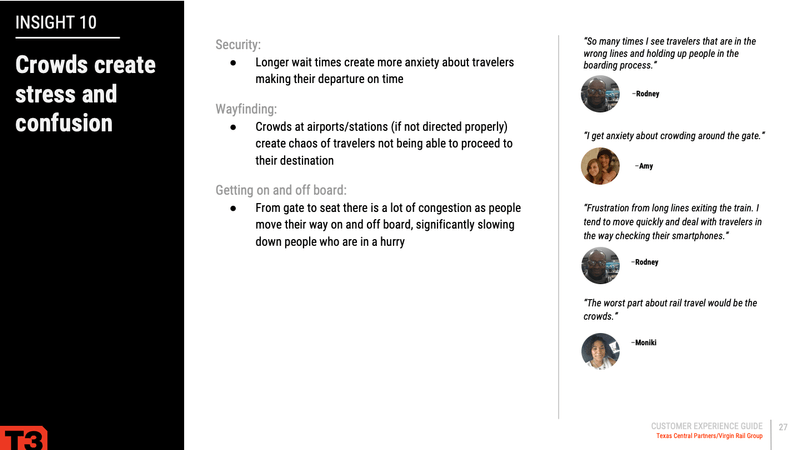 INSIGHT 10
Crowds create
stress and
confusion
Security:
● Longer wait times create more anxiety about travelers
making their departure on time
Wayfinding:
● Crowds at airports/stations (if not directed properly)
create chaos of travelers not being able to proceed to
their destination
Getting on and off board:
● From gate to seat there is a lot of congestion as people
move their way on and off board, significantly slowing
down people who are in a hurry
“So many times I see travelers that are in the
wrong lines and holding up people in the
boarding process.”
–Rodney
“I get anxiety about crowding around the gate.”
–Amy
“Frustration from long lines exiting the train. I
tend to move quickly and deal with travelers in
the way checking their smartphones.”
–Rodney
“The worst part about rail travel would be the
crowds.”
–Moniki
T3
CUSTOMER EXPERIENCE GUIDE
Texas Central Partners/Virgin Rail Group
27